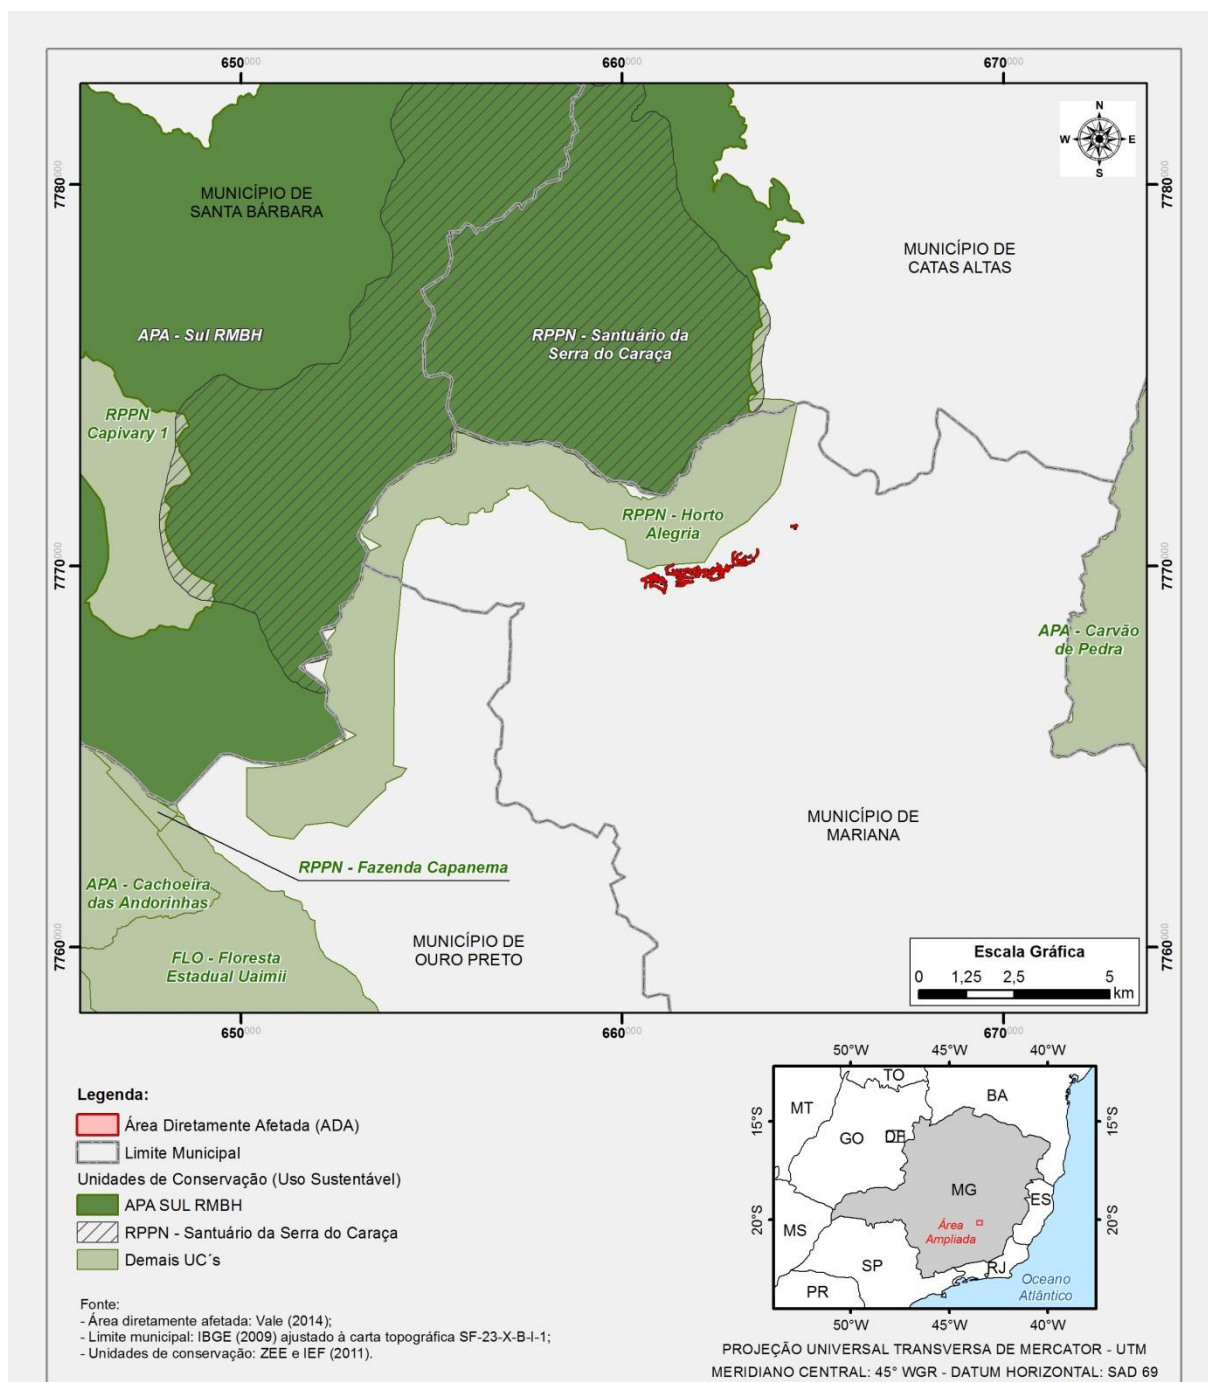 650000 660000 670000
N
W E
S
7780000 7780000
MUNICÍPIO DE
SANTA BÁRBARA
MUNICÍPIO DE
CATAS ALTAS
APA - Sul RMBH
RPPN - Santuário da
Serra do Caraça
RPPN
Capivary 1
RPPN - Horto
Alegria
7770000 7770000
APA - Carvão
de Pedra
MUNICÍPIO DE
MARIANA
RPPN - Fazenda Capanema
APA - Cachoeira
das Andorinhas
MUNICÍPIO DE
OURO PRETO
FLO - Floresta
Estadual Uaimii
7760000 7760000
Escala Gráfica
0 1,25 2,5 5
km
650000 660000 670000
Legenda:
Área Diretamente Afetada (ADA)
Limite Municipal
Unidades de Conservação (Uso Sustentável)
APA SUL RMBH
RPPN - Santuário da Serra do Caraça
Demais UC´s
Fonte:
- Área diretamente afetada: Vale (2014);
- Limite municipal: IBGE (2009) ajustado à carta topográfica SF-23-X-B-I-1;
- Unidades de conservação: ZEE e IEF (2011).
50°W 45°W 40°W
TO
BA
MT
15°S 15°S
GO
DF
MG
ES
MS
20°S 20°S
Área
Ampliada
SP
RJ
PR
Oceano
Atlântico
50°W 45°W 40°W
PROJEÇÃO UNIVERSAL TRANSVERSA DE MERCATOR - UTM
MERIDIANO CENTRAL: 45° WGR - DATUM HORIZONTAL: SAD 69